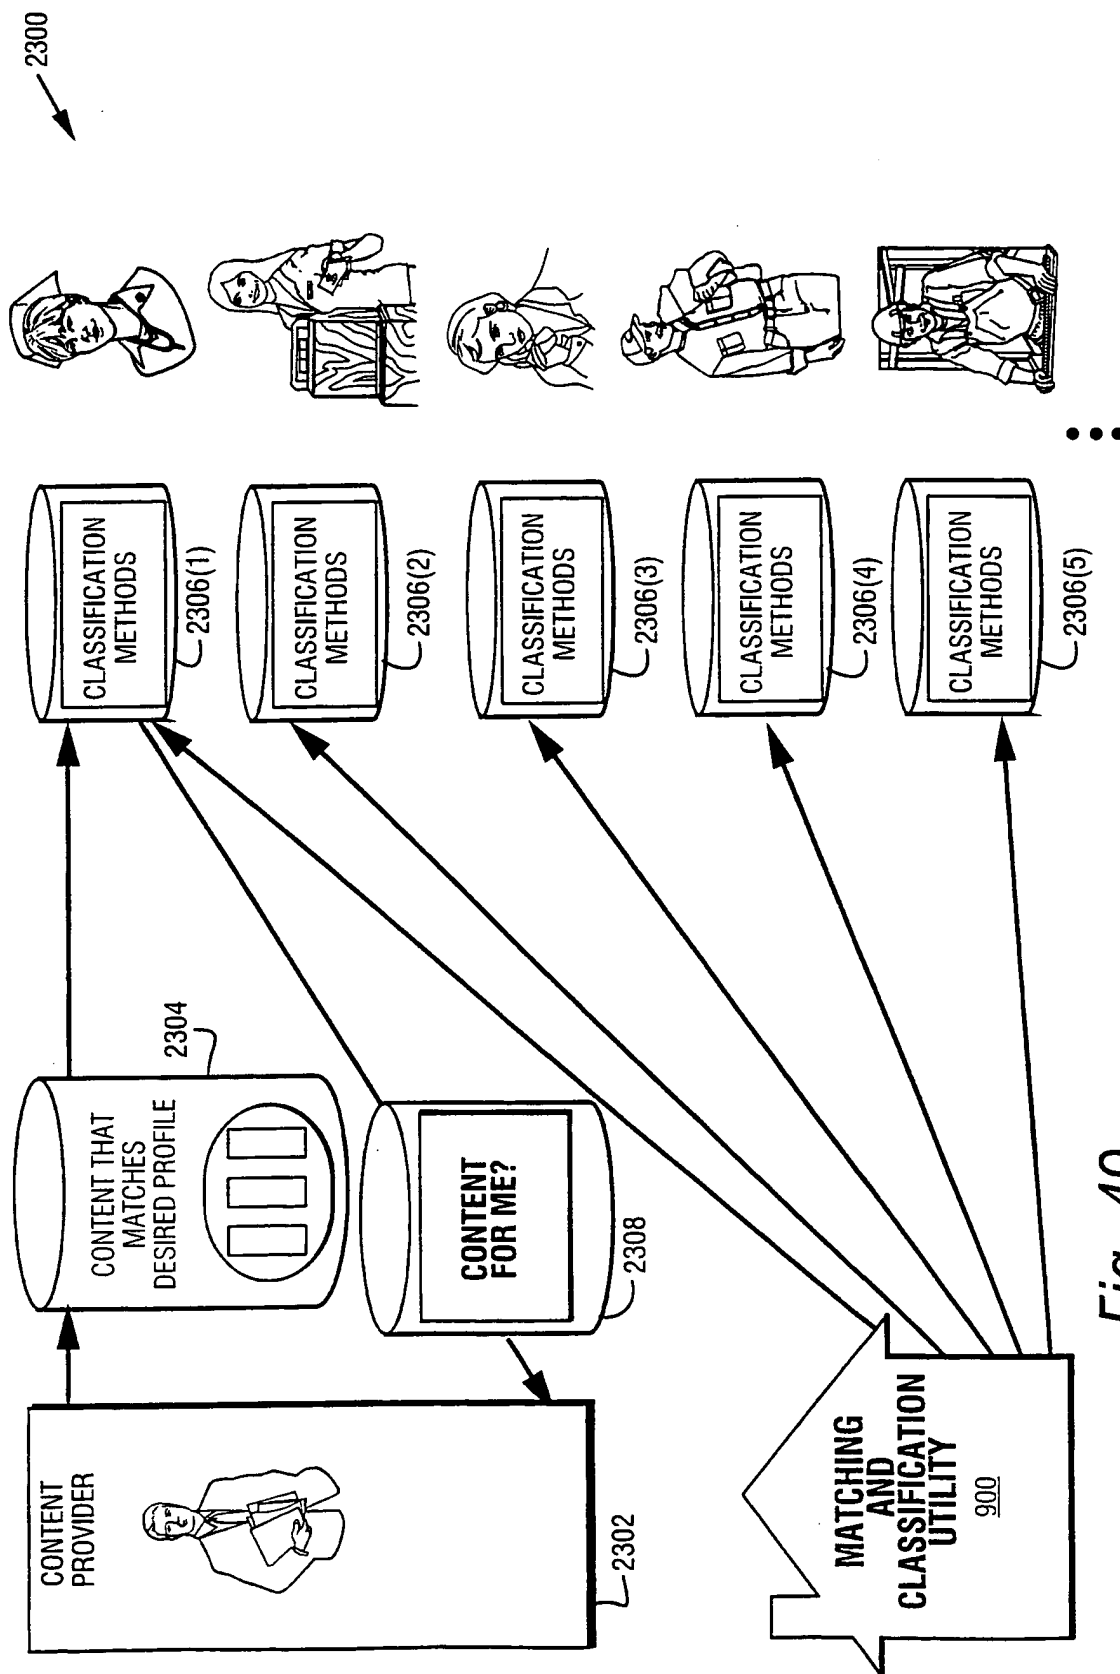 2300
CONTENT
PROVIDER
2302
CONTENT THAT
MATCHES
DESIRED PROFILE
2304
CONTENT
FOR ME?
2308
MATCHING
AND
CLASSIFICATION
UTILITY
900
CLASSIFICATION
METHODS
2306(1)
CLASSIFICATION
METHODS
2306(2)
CLASSIFICATION
METHODS
2306(3)
CLASSIFICATION
METHODS
2306(4)
CLASSIFICATION
METHODS
2306(5)
Fig.